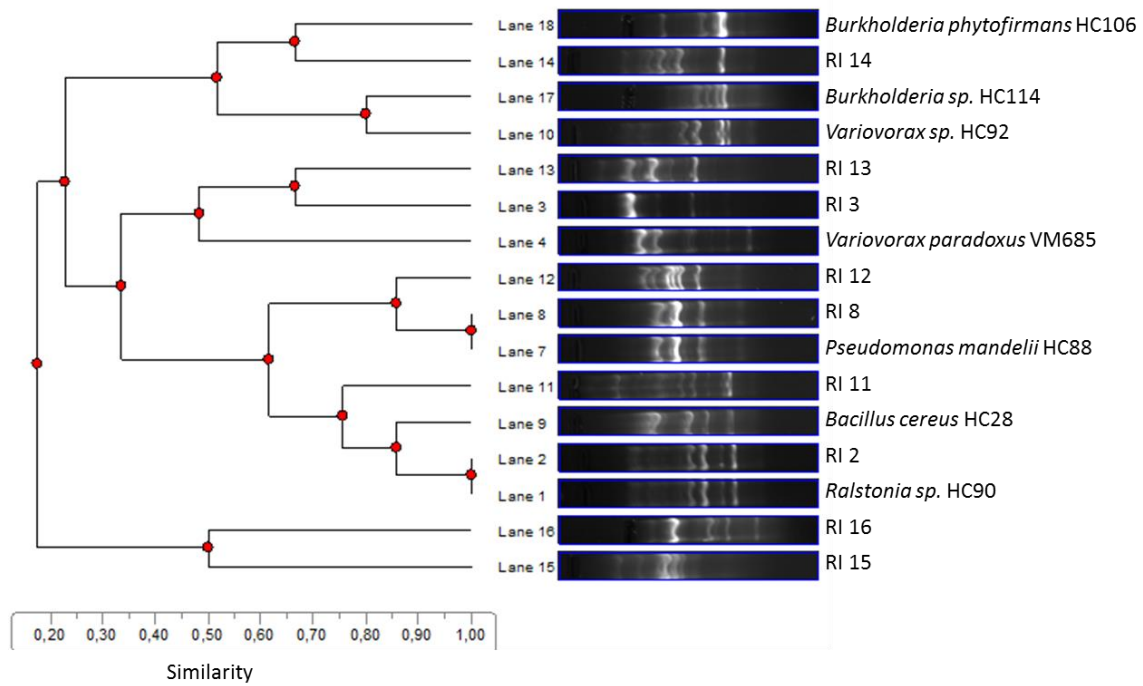 Lane 18 Burkholderia phytofirmans HC106
Lane 14 RI 14
Lane 17 Burkholderia sp. HC114
Lane 10 Variovorax sp. HC92
Lane 13 RI 13
Lane 3 RI 3
Lane 4 Variovorax paradoxus VM685
Lane 12 RI 12
Lane 8 RI 8
Lane 7 Pseudomonas mandelii HC88
Lane 11 RI 11
Lane 9 Bacillus cereus HC28
Lane 2 RI 2
Lane 1 Ralstonia sp. HC90
Lane 16 RI 16
Lane 15 RI 15
0,20 0,30 0,40 0,50 0,60 0,70 0,80 0,90 1,00
Similarity